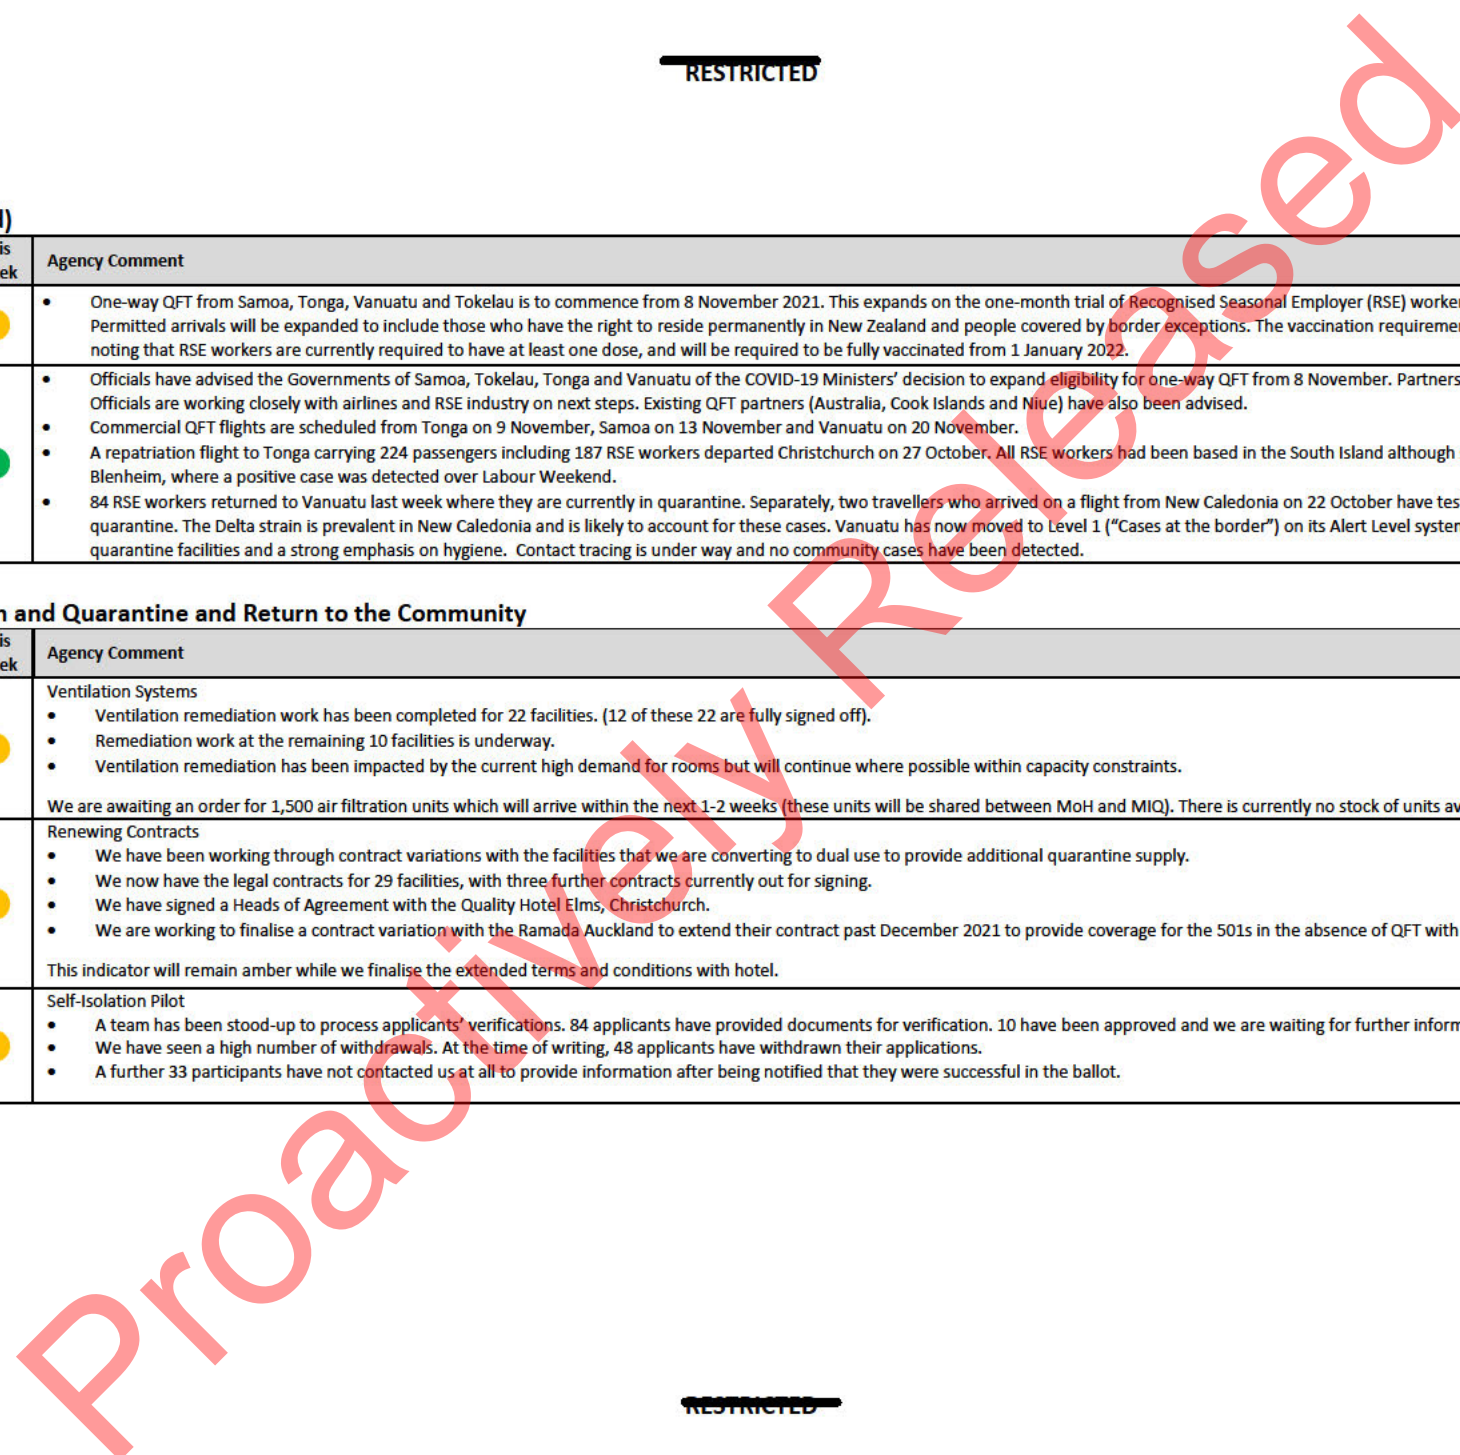 RESTRICTED
Agency Comment
• One-way QFT from Samoa, Tonga, Vanuatu and Tokelau is to commence from 8 November 2021. This expands on the one-month trial of Recognised Seasonal Employer (RSE)
Permitted arrivals will be expanded to include those who have the right to reside permanently in New Zealand and people covered by border exceptions. The vaccination
noting that RSE workers are currently required to have at least one dose, and will be required to be fully vaccinated from 1 January 2022.
• Officials have advised the Governments of Samoa, Tokelau, Tonga and Vanuatu of the COVID-19 Ministers’ decision to expand eligibility for one-way QFT from 8 November. Partners
Officials are working closely with airlines and RSE industry on next steps. Existing QFT partners (Australia, Cook Islands and Niue) have also been advised.
• Commercial QFT flights are scheduled from Tonga on 9 November, Samoa on 13 November and Vanuatu on 20 November.
• A repatriation flight to Tonga carrying 224 passengers including 187 RSE workers departed Christchurch on 27 October. All RSE workers had been based in the South Island although
Blenheim, where a positive case was detected over Labour Weekend.
• 84 RSE workers returned to Vanuatu last week where they are currently in quarantine. Separately, two travellers who arrived on a flight from New Caledonia on 22 October have
quarantine. The Delta strain is prevalent in New Caledonia and is likely to account for these cases. Vanuatu has now moved to Level 1 (“Cases at the border”) on its Alert Level
quarantine facilities and a strong emphasis on hygiene. Contact tracing is under way and no community cases have been detected.
and Quarantine and Return to the Community
Agency Comment
Ventilation Systems
• Ventilation remediation work has been completed for 22 facilities. (12 of these 22 are fully signed off).
• Remediation work at the remaining 10 facilities is underway.
• Ventilation remediation has been impacted by the current high demand for rooms but will continue where possible within capacity constraints.
We are awaiting an order for 1,500 air filtration units which will arrive within the next 1-2 weeks (these units will be shared between MoH and MIQ). There is currently no stock of units
Renewing Contracts
• We have been working through contract variations with the facilities that we are converting to dual use to provide additional quarantine supply.
• We now have the legal contracts for 29 facilities, with three further contracts currently out for signing.
• We have signed a Heads of Agreement with the Quality Hotel Elms, Christchurch.
• We are working to finalise a contract variation with the Ramada Auckland to extend their contract past December 2021 to provide coverage for the 501s in the absence of QFT with
This indicator will remain amber while we finalise the extended terms and conditions with hotel.
Self-Isolation Pilot
• A team has been stood-up to process applicants’ verifications. 84 applicants have provided documents for verification. 10 have been approved and we are waiting for further
• We have seen a high number of withdrawals. At the time of writing, 48 applicants have withdrawn their applications.
• A further 33 participants have not contacted us at all to provide information after being notified that they were successful in the ballot.
Proactively Released
RESTRICTED